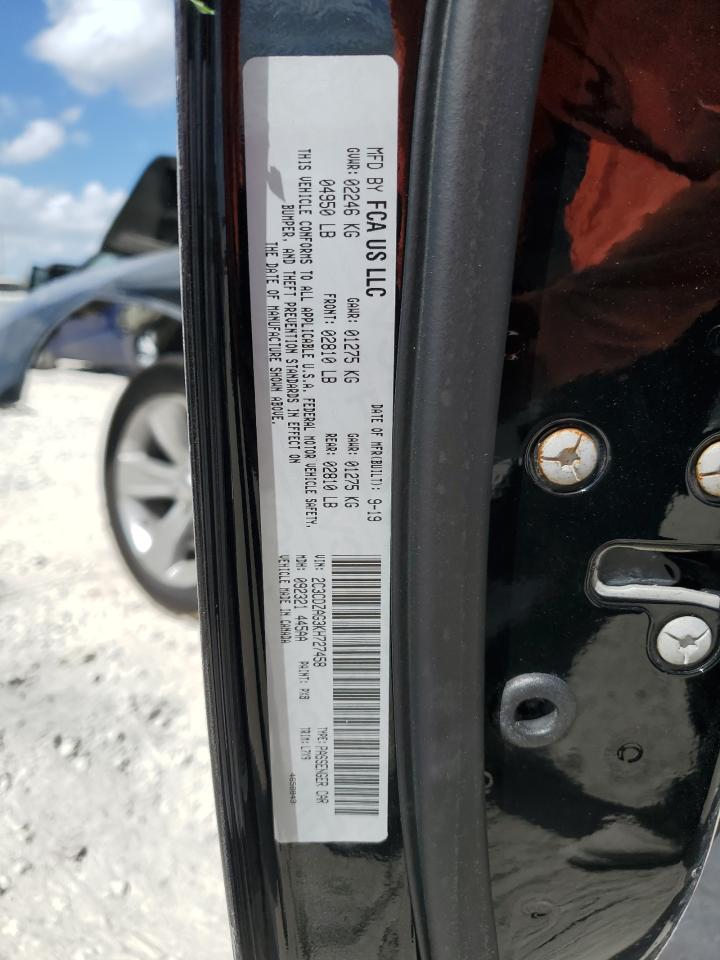 MFD BY FCA US LLC
DATE OF MFR(BUILT): 9-19
GVWR: 02246 KG
GAWR: 01275 KG
GAWR: 01275 KG
04950 LB
FRONT: 02810 LB
REAR: 02810 LB
THIS VEHICLE CONFORMS TO ALL APPLICABLE U.S.A. FEDERAL MOTOR VEHICLE SAFETY,
BUMPER, AND THEFT PREVENTION STANDARDS IN EFFECT ON
THE DATE OF MANUFACTURE SHOWN ABOVE.
VIN: 2C3CDZAG3KH727458
TYPE: PASSENGER CAR
MDH: 092321 445AA
PAINT: PX8
TRIM: L7X9
VEHICLE MADE IN CANADA